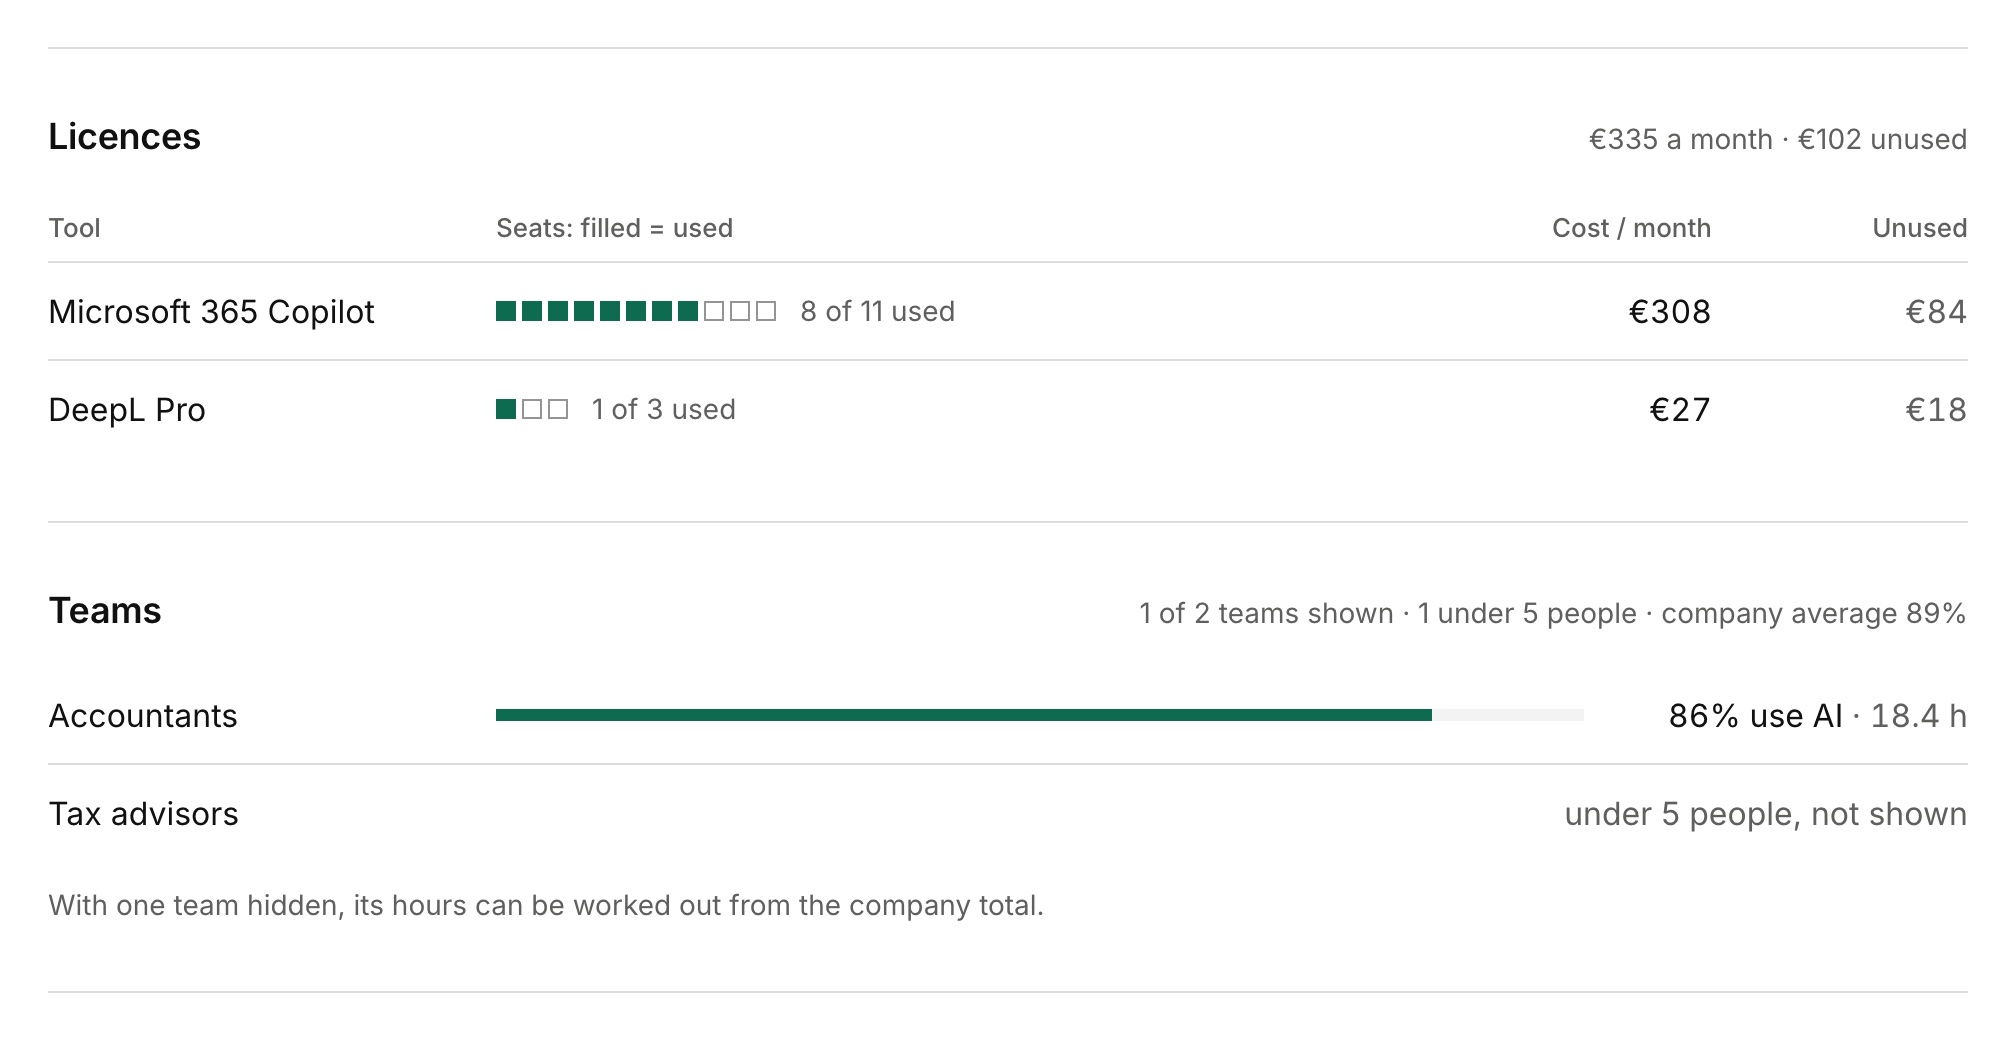 Licences
€335 a month · €102 unused
Tool Seats: filled = used Cost / month Unused
Microsoft 365 Copilot 8 of 11 used €308 €84
DeepL Pro 1 of 3 used €27 €18
Teams
1 of 2 teams shown · 1 under 5 people · company average 89%
Accountants 86% use AI · 18.4 h
Tax advisors under 5 people, not shown
With one team hidden, its hours can be worked out from the company total.